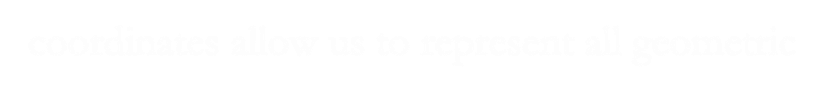 coordinates allow us to represent all geometric